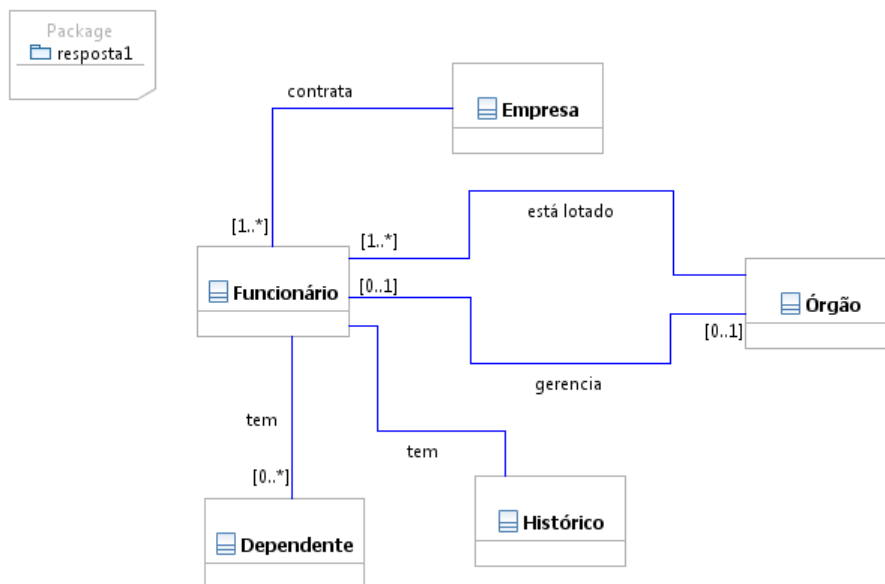 Package
resposta1
contrata
Empresa
[1..*]
[1..*]
está lotado
Funcionário
[0..1]
Órgão
[0..1]
gerencia
tem
tem
[0..*]
Dependente
Histórico